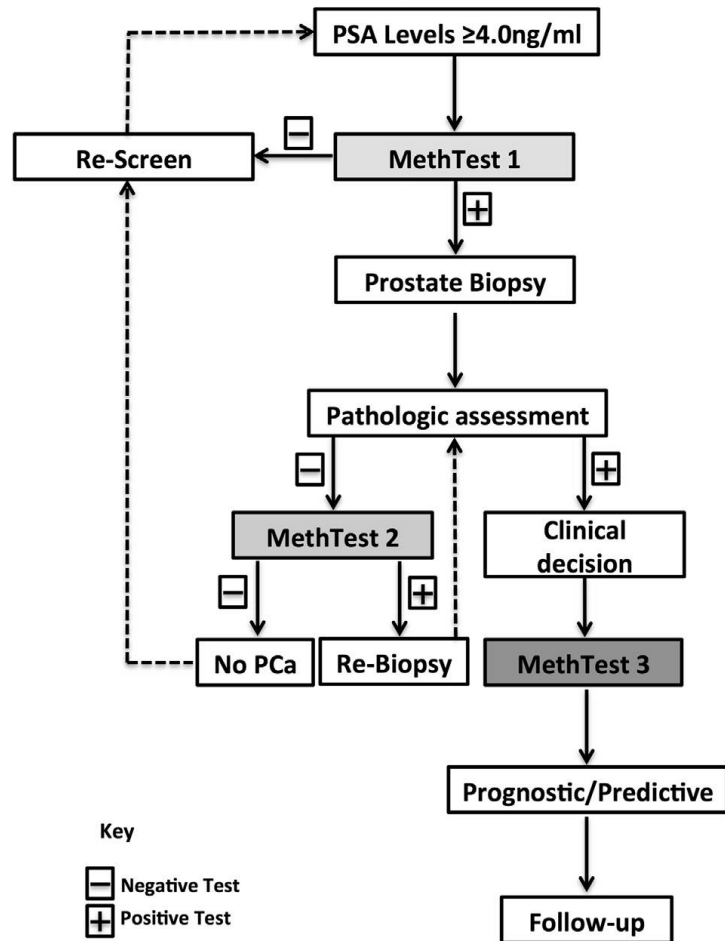 PSA Levels ≥4.0ng/ml
−
Re-Screen
MethTest 1
+
Prostate Biopsy
Pathologic assessment
−
+
MethTest 2
Clinical
decision
−
+
No PCa
Re-Biopsy
MethTest 3
Prognostic/Predictive
Key
− Negative Test
+ Positive Test
Follow-up